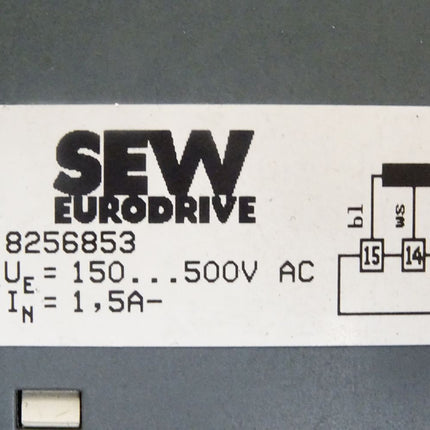 SEW
EURODRIVE
8256853
UE = 150...500V AC
IN = 1,5A-
bl
ws
15
14